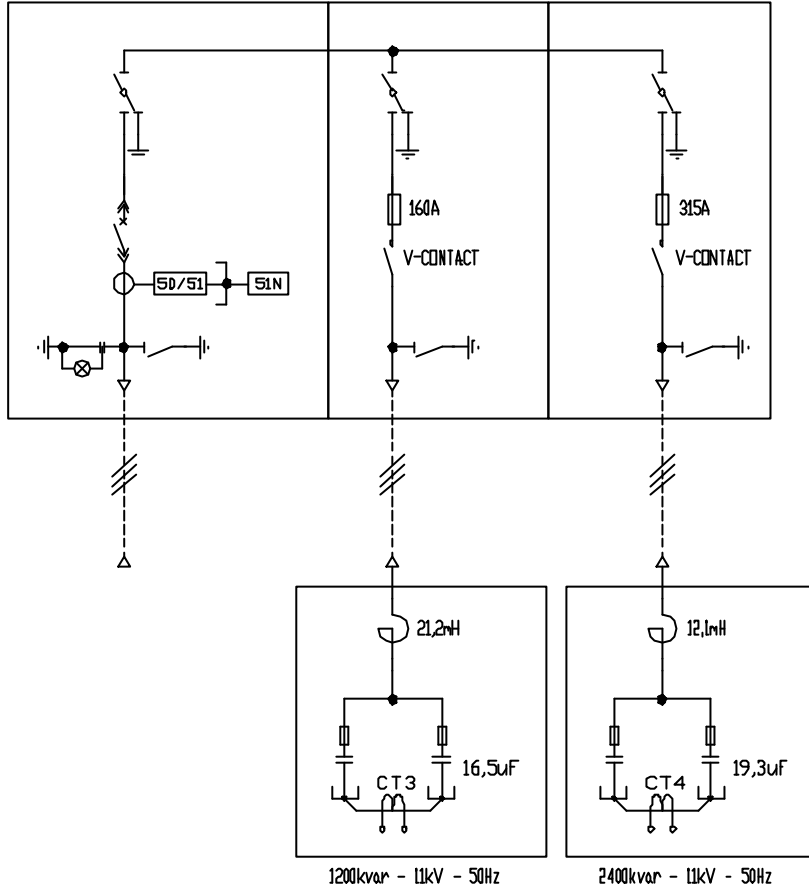 160A
315A
V-CONTACT
V-CONTACT
50/51
51N
21,2mH
12,1mH
16,5uF
19,3uF
CT3
CT4
1200kvar - 11kV - 50Hz
2400kvar - 11kV - 50Hz